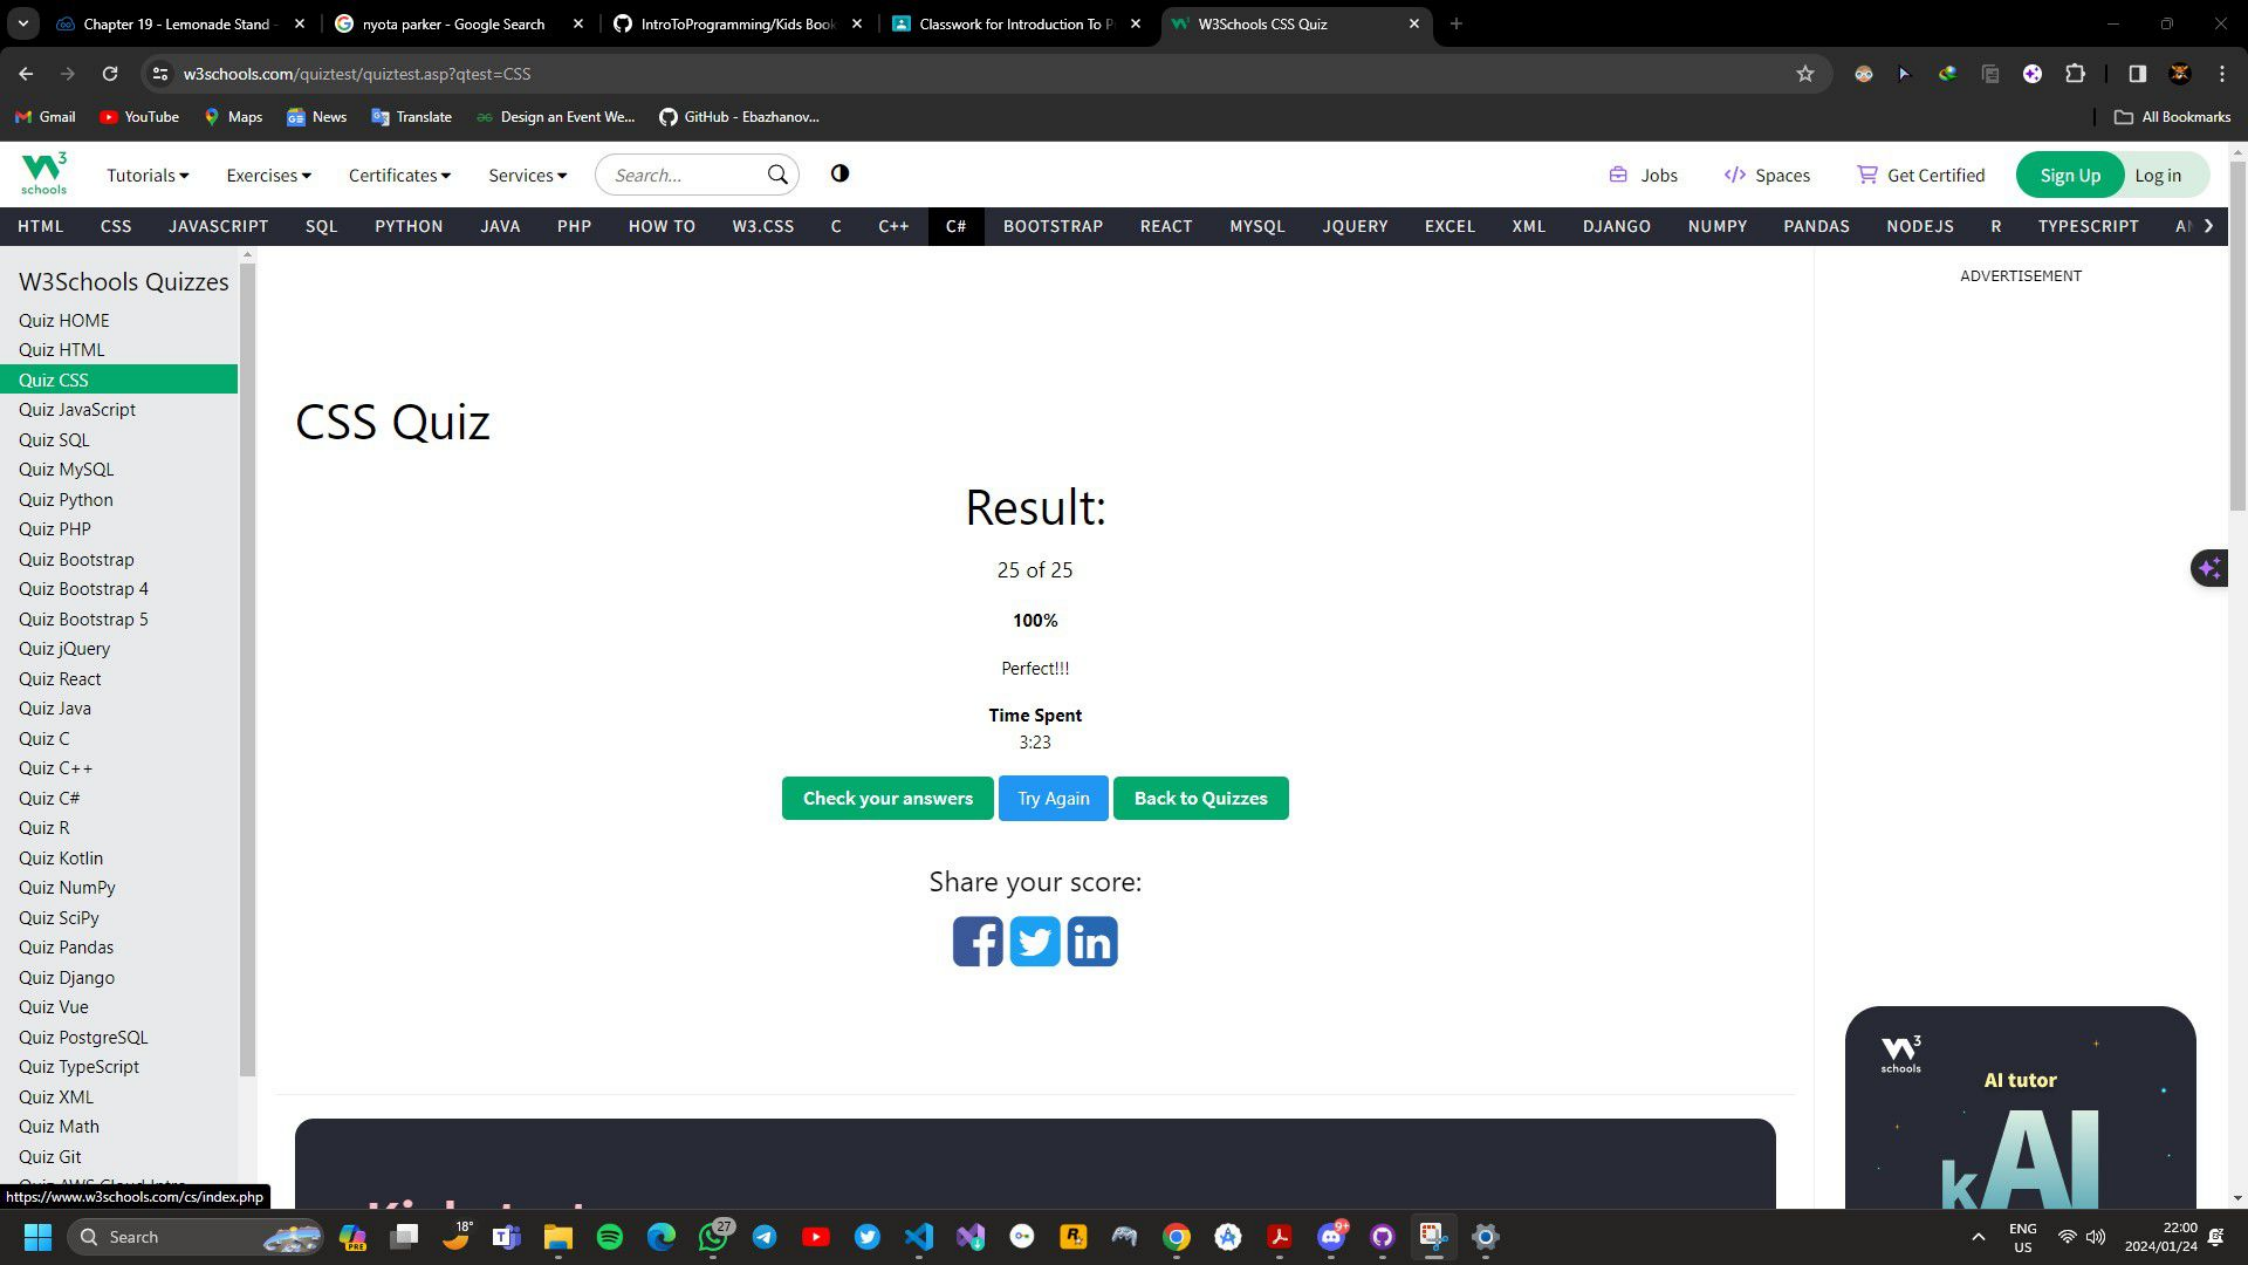 Chapter 19 - Lemonade Stand -
nyota parker - Google Search
IntroToProgramming/Kids Book
Classwork for Introduction To P
W3Schools CSS Quiz
w3schools.com/quiztest/quiztest.asp?qtest=CSS
Gmail
YouTube
Maps
News
Translate
Design an Event We...
GitHub - Ebazhanov...
All Bookmarks
W3 schools
Tutorials
Exercises
Certificates
Services
Search...
Jobs
Spaces
Get Certified
Sign Up
Log in
HTML
CSS
JAVASCRIPT
SQL
PYTHON
JAVA
PHP
HOW TO
W3.CSS
C
C++
C#
BOOTSTRAP
REACT
MYSQL
JQUERY
EXCEL
XML
DJANGO
NUMPY
PANDAS
NODEJS
R
TYPESCRIPT
W3Schools Quizzes
Quiz HOME
Quiz HTML
Quiz CSS
Quiz JavaScript
Quiz SQL
Quiz MySQL
Quiz Python
Quiz PHP
Quiz Bootstrap
Quiz Bootstrap 4
Quiz Bootstrap 5
Quiz jQuery
Quiz React
Quiz Java
Quiz C
Quiz C++
Quiz C#
Quiz R
Quiz Kotlin
Quiz NumPy
Quiz SciPy
Quiz Pandas
Quiz Django
Quiz Vue
Quiz PostgreSQL
Quiz TypeScript
Quiz XML
Quiz Math
Quiz Git
https://www.w3schools.com/cs/index.php
CSS Quiz
Result:
25 of 25
100%
Perfect!!!
Time Spent
3:23
Check your answers
Try Again
Back to Quizzes
Share your score:
ADVERTISEMENT
W3 schools
AI tutor
kAI
Search
PRE
18°
27
9+
ENG
US
22:00
2024/01/24